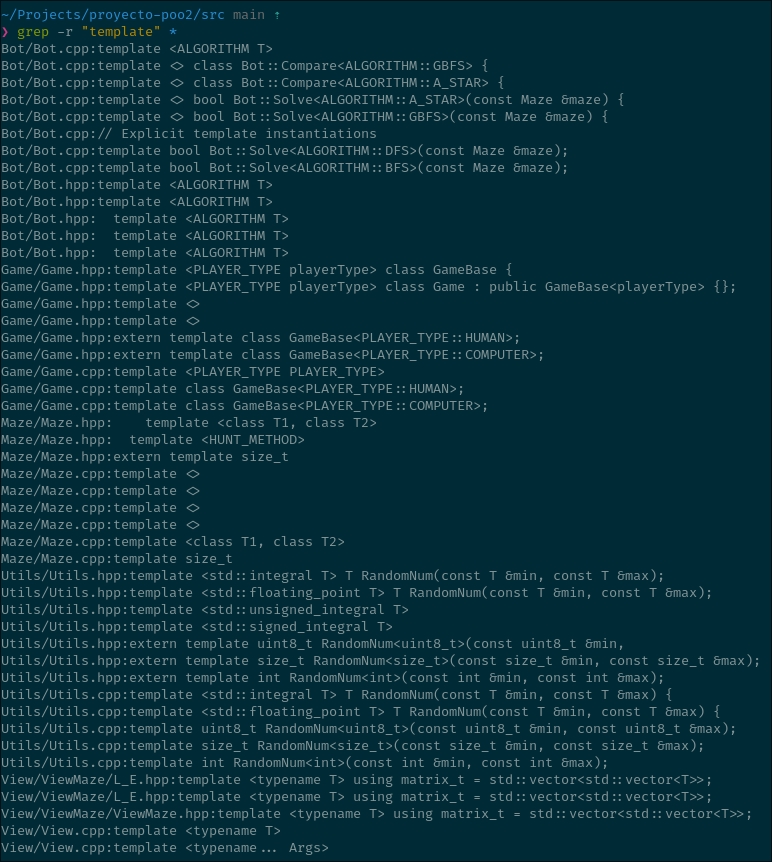 ~/Projects/proyecto-poo2/src main ⇡
❯ grep -r "template" *
Bot/Bot.cpp:template <ALGORITHM T>
Bot/Bot.cpp:template <> class Bot::Compare<ALGORITHM::GBFS> {
Bot/Bot.cpp:template <> class Bot::Compare<ALGORITHM::A_STAR> {
Bot/Bot.cpp:template <> bool Bot::Solve<ALGORITHM::A_STAR>(const Maze &maze) {
Bot/Bot.cpp:template <> bool Bot::Solve<ALGORITHM::GBFS>(const Maze &maze) {
Bot/Bot.cpp:// Explicit template instantiations
Bot/Bot.cpp:template bool Bot::Solve<ALGORITHM::DFS>(const Maze &maze);
Bot/Bot.cpp:template bool Bot::Solve<ALGORITHM::BFS>(const Maze &maze);
Bot/Bot.hpp:template <ALGORITHM T>
Bot/Bot.hpp:template <ALGORITHM T>
Bot/Bot.hpp:  template <ALGORITHM T>
Bot/Bot.hpp:  template <ALGORITHM T>
Bot/Bot.hpp:  template <ALGORITHM T>
Game/Game.hpp:template <PLAYER_TYPE playerType> class GameBase {
Game/Game.hpp:template <PLAYER_TYPE playerType> class Game : public GameBase<playerType> {};
Game/Game.hpp:template <>
Game/Game.hpp:template <>
Game/Game.hpp:extern template class GameBase<PLAYER_TYPE::HUMAN>;
Game/Game.hpp:extern template class GameBase<PLAYER_TYPE::COMPUTER>;
Game/Game.cpp:template <PLAYER_TYPE PLAYER_TYPE>
Game/Game.cpp:template class GameBase<PLAYER_TYPE::HUMAN>;
Game/Game.cpp:template class GameBase<PLAYER_TYPE::COMPUTER>;
Maze/Maze.hpp:    template <class T1, class T2>
Maze/Maze.hpp:  template <HUNT_METHOD>
Maze/Maze.hpp:extern template size_t
Maze/Maze.cpp:template <>
Maze/Maze.cpp:template <>
Maze/Maze.cpp:template <>
Maze/Maze.cpp:template <>
Maze/Maze.cpp:template <class T1, class T2>
Maze/Maze.cpp:template size_t
Utils/Utils.hpp:template <std::integral T> T RandomNum(const T &min, const T &max);
Utils/Utils.hpp:template <std::floating_point T> T RandomNum(const T &min, const T &max);
Utils/Utils.hpp:template <std::unsigned_integral T>
Utils/Utils.hpp:template <std::signed_integral T>
Utils/Utils.hpp:extern template uint8_t RandomNum<uint8_t>(const uint8_t &min,
Utils/Utils.hpp:extern template size_t RandomNum<size_t>(const size_t &min, const size_t &max);
Utils/Utils.hpp:extern template int RandomNum<int>(const int &min, const int &max);
Utils/Utils.cpp:template <std::integral T> T RandomNum(const T &min, const T &max) {
Utils/Utils.cpp:template <std::floating_point T> T RandomNum(const T &min, const T &max) {
Utils/Utils.cpp:template uint8_t RandomNum<uint8_t>(const uint8_t &min, const uint8_t &max);
Utils/Utils.cpp:template size_t RandomNum<size_t>(const size_t &min, const size_t &max);
Utils/Utils.cpp:template int RandomNum<int>(const int &min, const int &max);
View/ViewMaze/L_E.hpp:template <typename T> using matrix_t = std::vector<std::vector<T>>;
View/ViewMaze/L_E.hpp:template <typename T> using matrix_t = std::vector<std::vector<T>>;
View/ViewMaze/ViewMaze.hpp:template <typename T> using matrix_t = std::vector<std::vector<T>>;
View/View.cpp:template <typename T>
View/View.cpp:template <typename... Args>